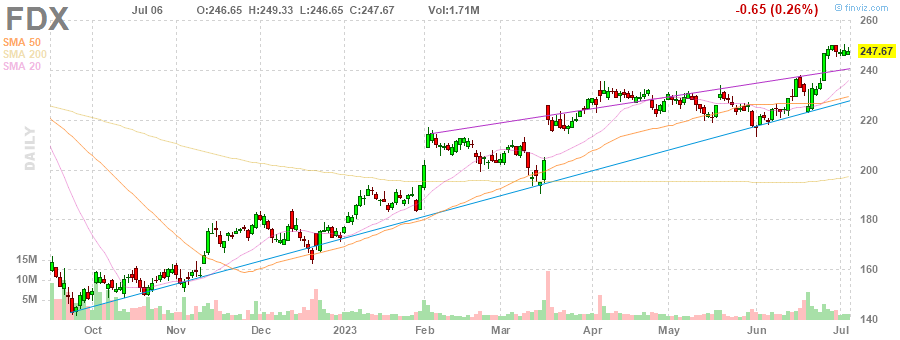 FDX Jul 06 O:246.65 H:249.33 L:246.65 C:247.67 Vol:1.71M -0.65 (0.26%) © finviz.com
SMA 50
SMA 200
SMA 20
DAILY
260
247.67
240
220
200
180
160
140
15M
10M
5M
Oct Nov Dec 2023 Feb Mar Apr May Jun Jul